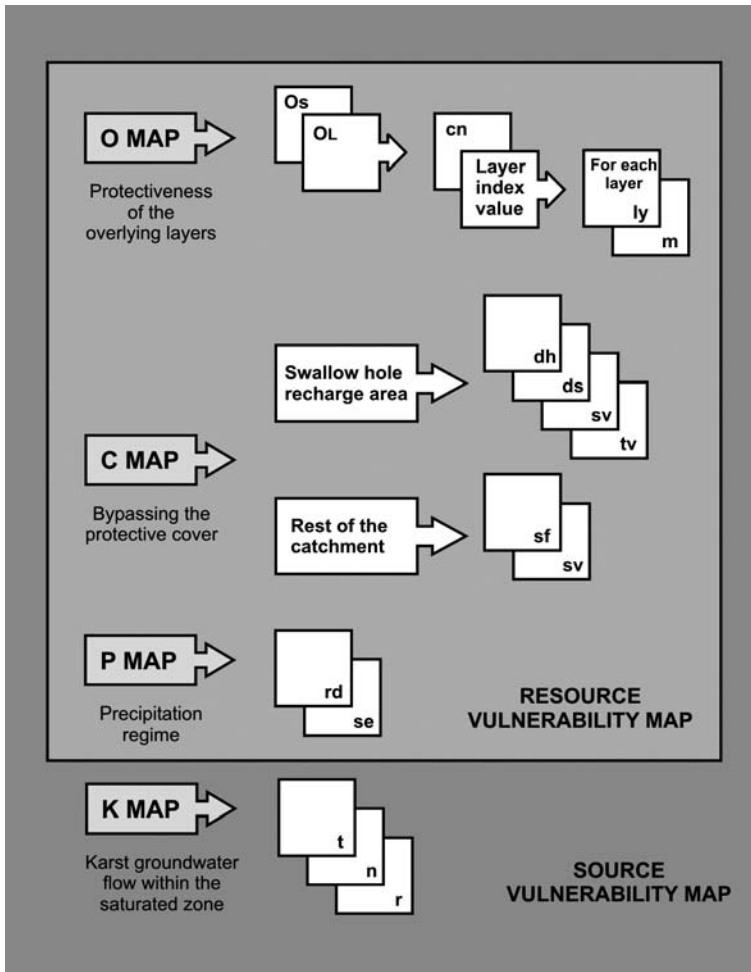 O MAP
Protectiveness
of the
overlying layers
Os
OL
cn
Layer
index
value
For each
layer
ly
m
Swallow hole
recharge area
dh
ds
sv
tv
C MAP
Bypassing the
protective cover
Rest of the
catchment
sf
sv
P MAP
Precipitation
regime
rd
se
RESOURCE
VULNERABILITY MAP
K MAP
Karst groundwater
flow within the
saturated zone
t
n
r
SOURCE
VULNERABILITY MAP